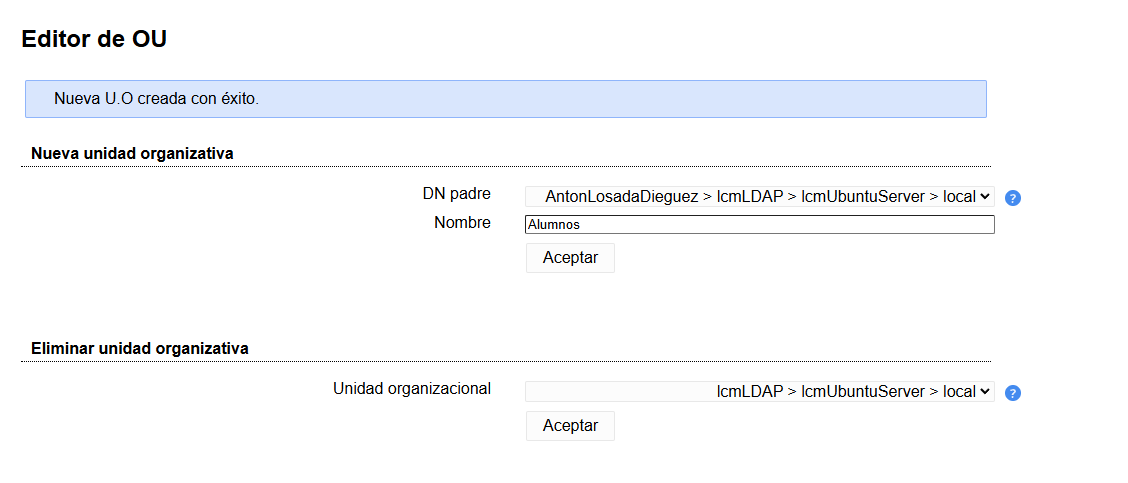 Editor de OU
Nueva U.O creada con éxito.
Nueva unidad organizativa
DN padre AntonLosadaDieguez > lcmLDAP > lcmUbuntuServer > local ?
Nombre Alumnos
Aceptar
Eliminar unidad organizativa
Unidad organizacional lcmLDAP > lcmUbuntuServer > local ?
Aceptar